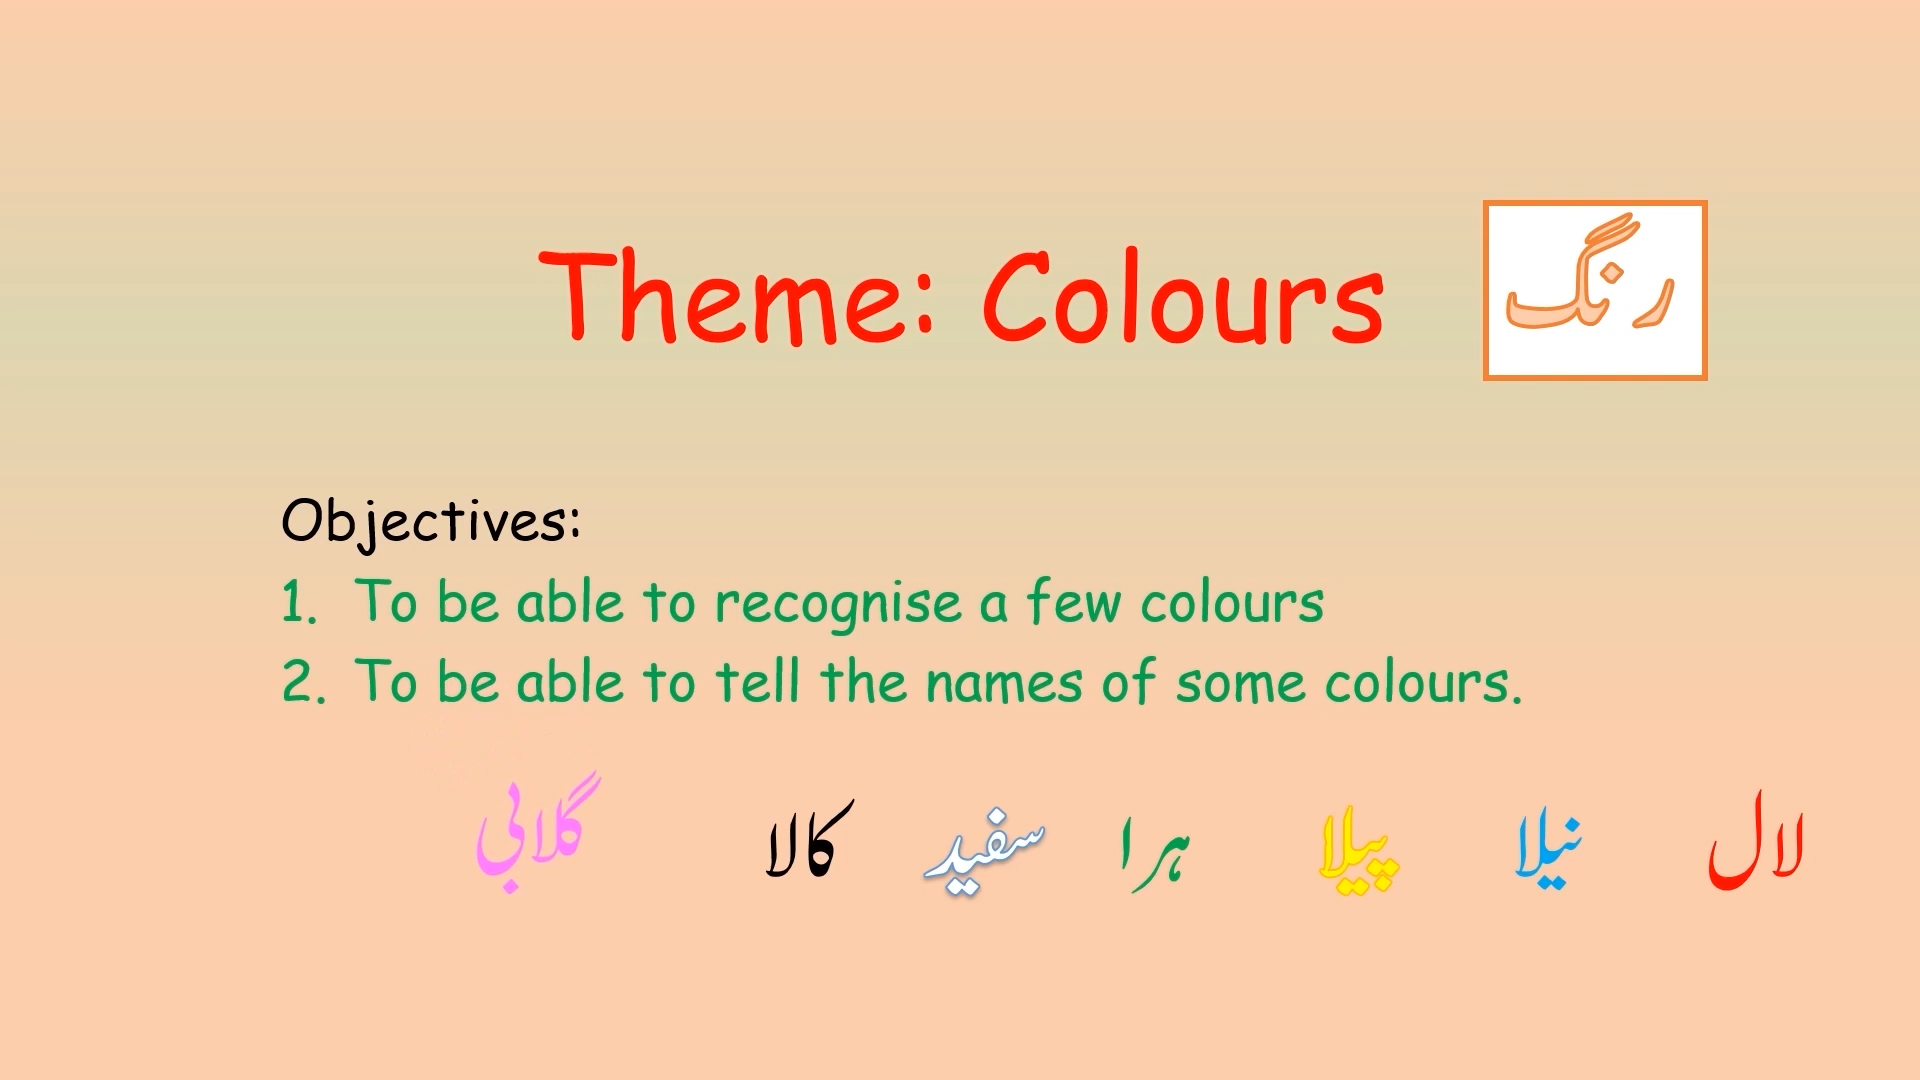 Theme: Colours
رنگ
Objectives:
1. To be able to recognise a few colours
2. To be able to tell the names of some colours.
لال نیلا پیلا ہرا سفید کالا گلابی